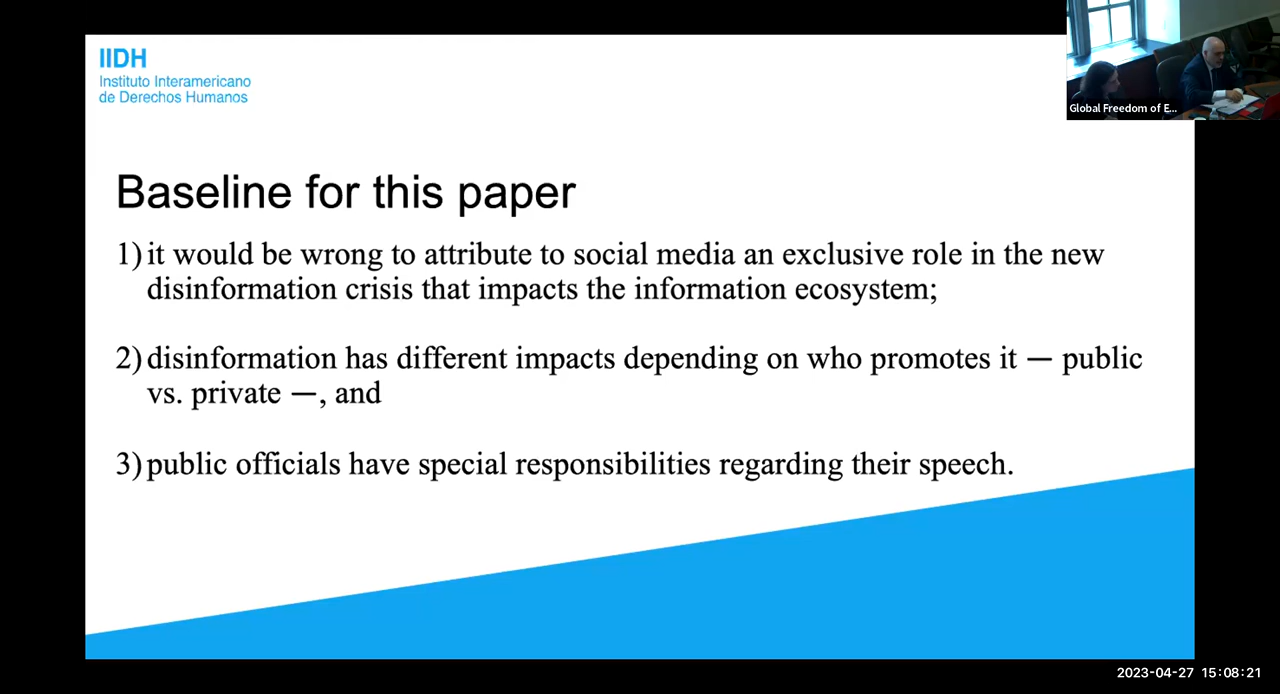 IIDH
Instituto Interamericano
de Derechos Humanos
Global Freedom of E...
Baseline for this paper
1) it would be wrong to attribute to social media an exclusive role in the new
disinformation crisis that impacts the information ecosystem;
2) disinformation has different impacts depending on who promotes it — public
vs. private —, and
3) public officials have special responsibilities regarding their speech.
2023-04-27 15:08:21